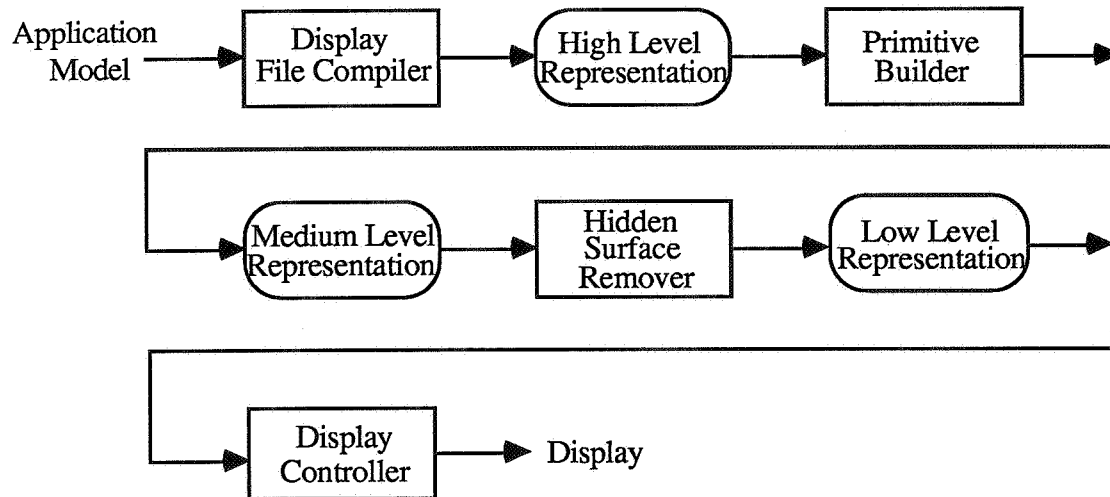 Application
Model
Display
File Compiler
High Level
Representation
Primitive
Builder
Medium Level
Representation
Hidden
Surface
Remover
Low Level
Representation
Display
Controller
Display